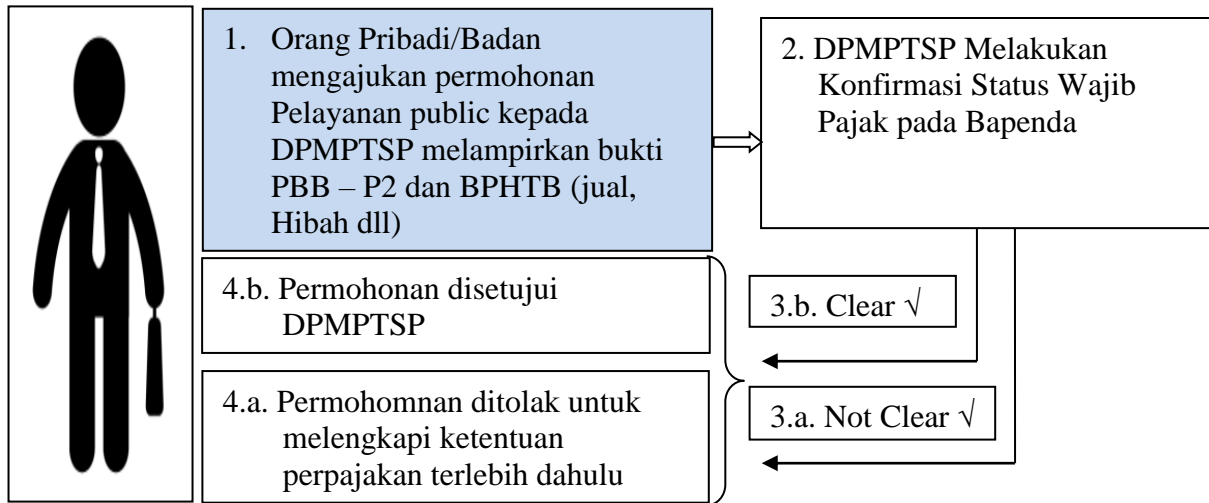 1. Orang Pribadi/Badan
mengajukan permohonan
Pelayanan public kepada
DPMPTSP melampirkan bukti
PBB – P2 dan BPHTB (jual,
Hibah dll)
2. DPMPTSP Melakukan
Konfirmasi Status Wajib
Pajak pada Bapenda
4.b. Permohonan disetujui
DPMPTSP
3.b. Clear √
4.a. Permohomnan ditolak untuk
melengkapi ketentuan
perpajakan terlebih dahulu
3.a. Not Clear √